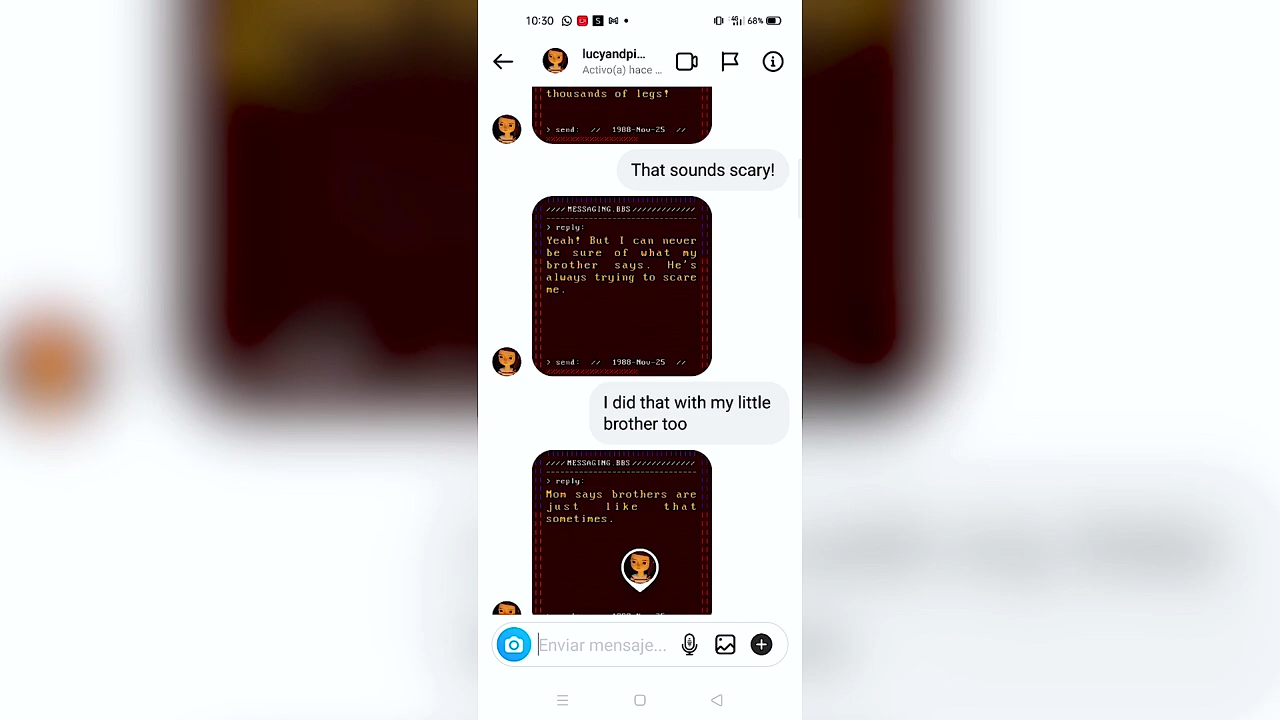 10:30 68%
lucyandpi...
Activo(a) hace ...
thousands of legs!
> send: // 1988-Nov-25 //
That sounds scary!
////MESSAGING.BBS/////////////
> reply:
Yeah! But I can never
be sure of what my
brother says. He's
always trying to scare
me.
> send: // 1988-Nov-25 //
I did that with my little
brother too
////MESSAGING.BBS/////////////
> reply:
Mom says brothers are
just like that
sometimes.
Enviar mensaje...